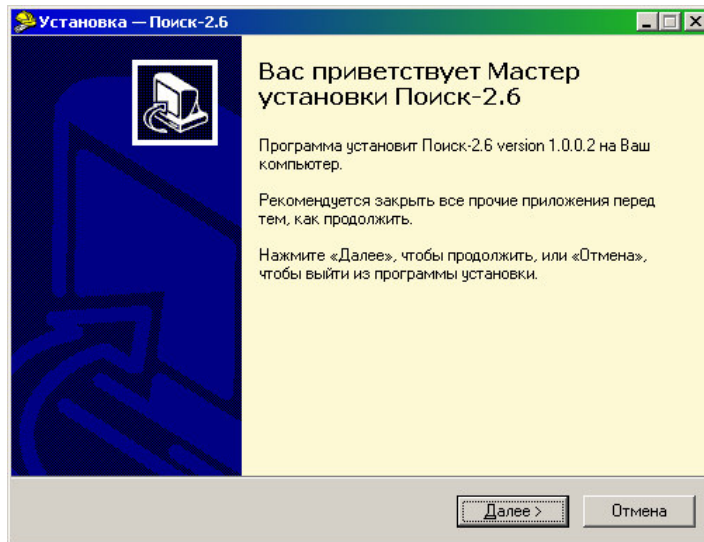 Установка — Поиск-2.6
Вас приветствует Мастер
установки Поиск-2.6
Программа установит Поиск-2.6 version 1.0.0.2 на Ваш
компьютер.
Рекомендуется закрыть все прочие приложения перед
тем, как продолжить.
Нажмите «Далее», чтобы продолжить, или «Отмена»,
чтобы выйти из программы установки.
Далее >
Отмена